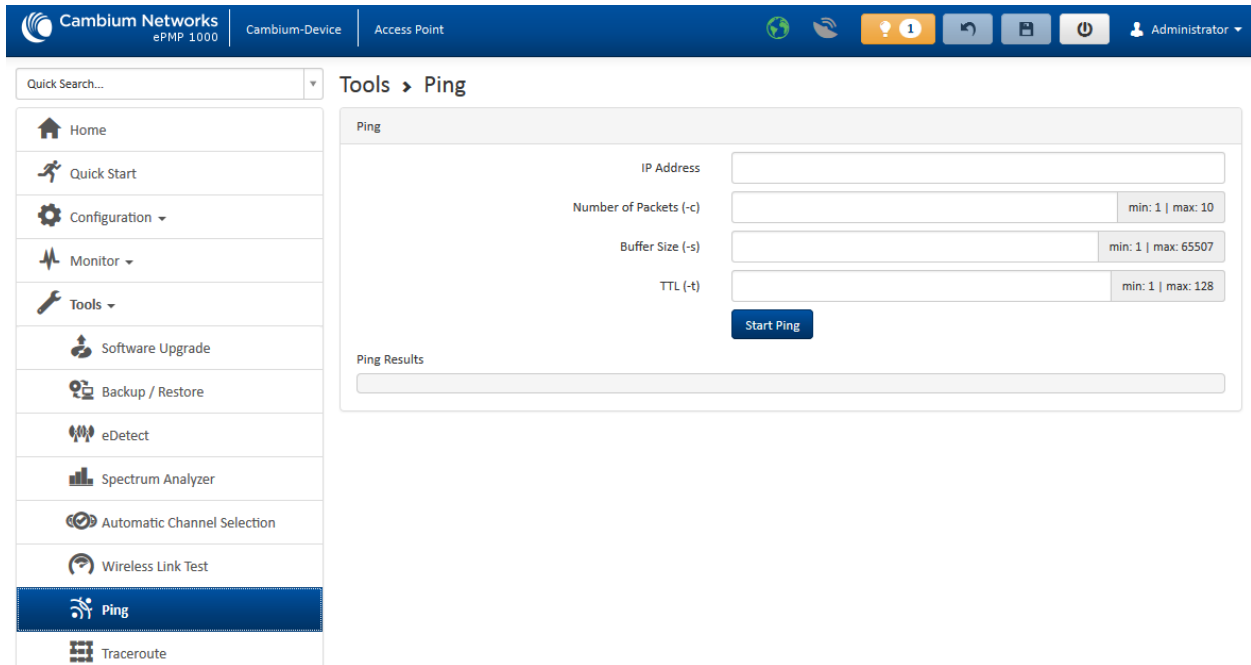 Cambium Networks
ePMP 1000
Cambium-Device
Access Point
1
Administrator
Quick Search...
Home
Quick Start
Configuration
Monitor
Tools
Software Upgrade
Backup / Restore
eDetect
Spectrum Analyzer
Automatic Channel Selection
Wireless Link Test
Ping
Traceroute
Tools > Ping
Ping
IP Address
Number of Packets (-c) min: 1 | max: 10
Buffer Size (-s) min: 1 | max: 65507
TTL (-t) min: 1 | max: 128
Start Ping
Ping Results